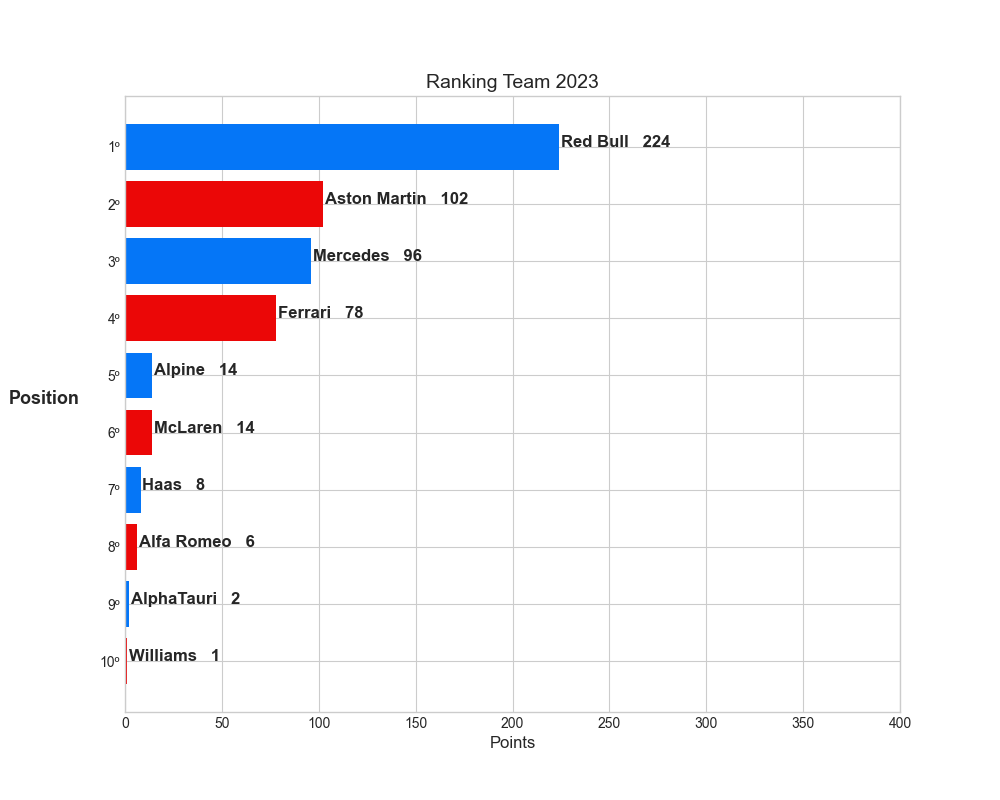 Ranking Team 2023
1º
Red Bull 224
2º
Aston Martin 102
3º
Mercedes 96
4º
Ferrari 78
5º
Alpine 14
Position
6º
McLaren 14
7º
Haas 8
8º
Alfa Romeo 6
9º
AlphaTauri 2
10º
Williams 1
0 50 100 150 200 250 300 350 400
Points